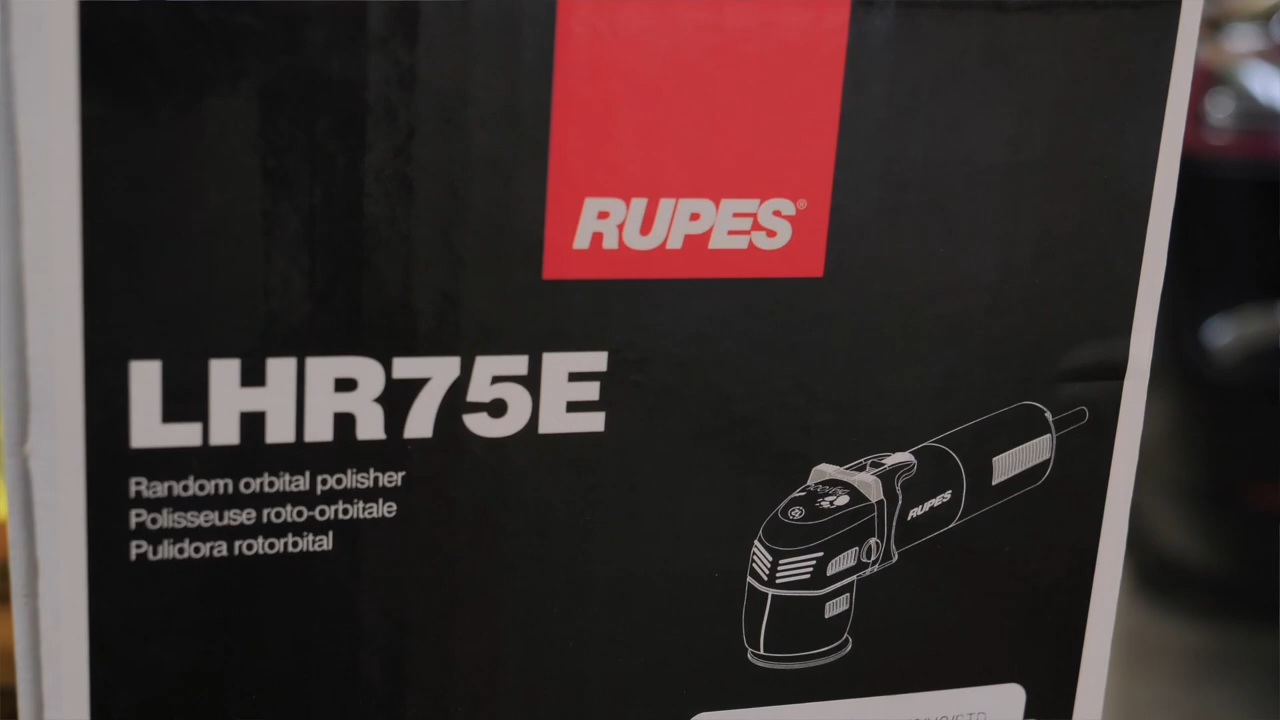 RUPES®
LHR75E
Random orbital polisher
Polisseuse roto-orbitale
Pulidora rotorbital
RUPES